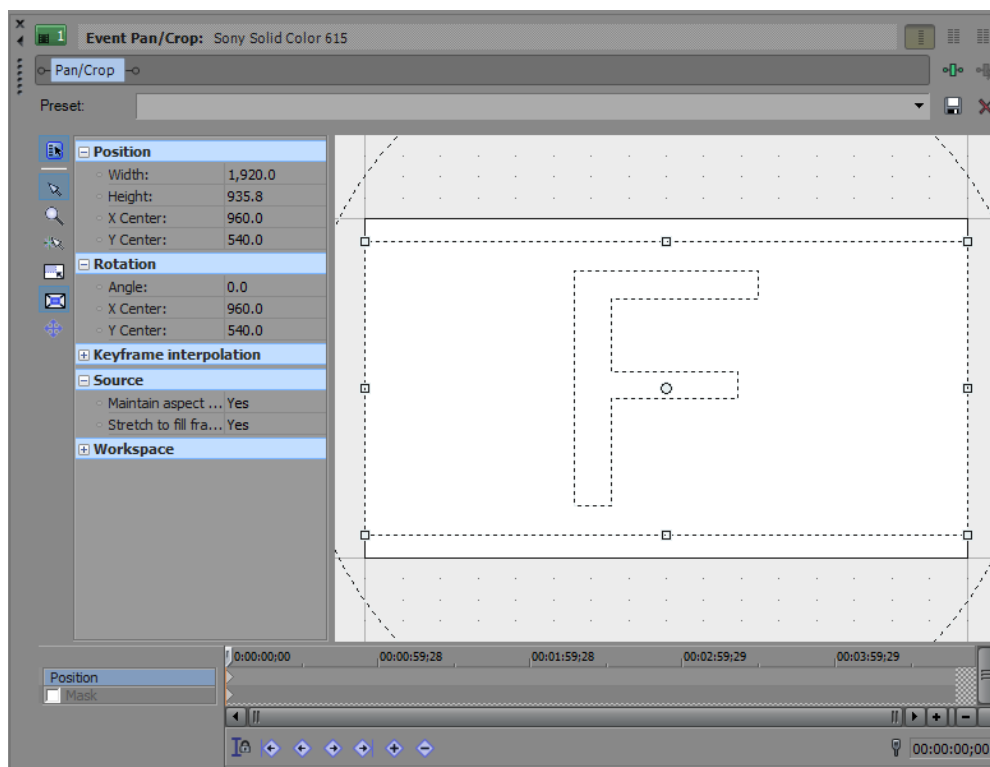 1 Event Pan/Crop: Sony Solid Color 615
Pan/Crop
Preset:
Position
Width: 1,920.0
Height: 935.8
X Center: 960.0
Y Center: 540.0
Rotation
Angle: 0.0
X Center: 960.0
Y Center: 540.0
Keyframe interpolation
Source
Maintain aspect ... Yes
Stretch to fill fra... Yes
Workspace
F
0:00:00;00 00:00:59;28 00:01:59;28 00:02:59;29 00:03:59;29
Position
Mask
00:00:00;00